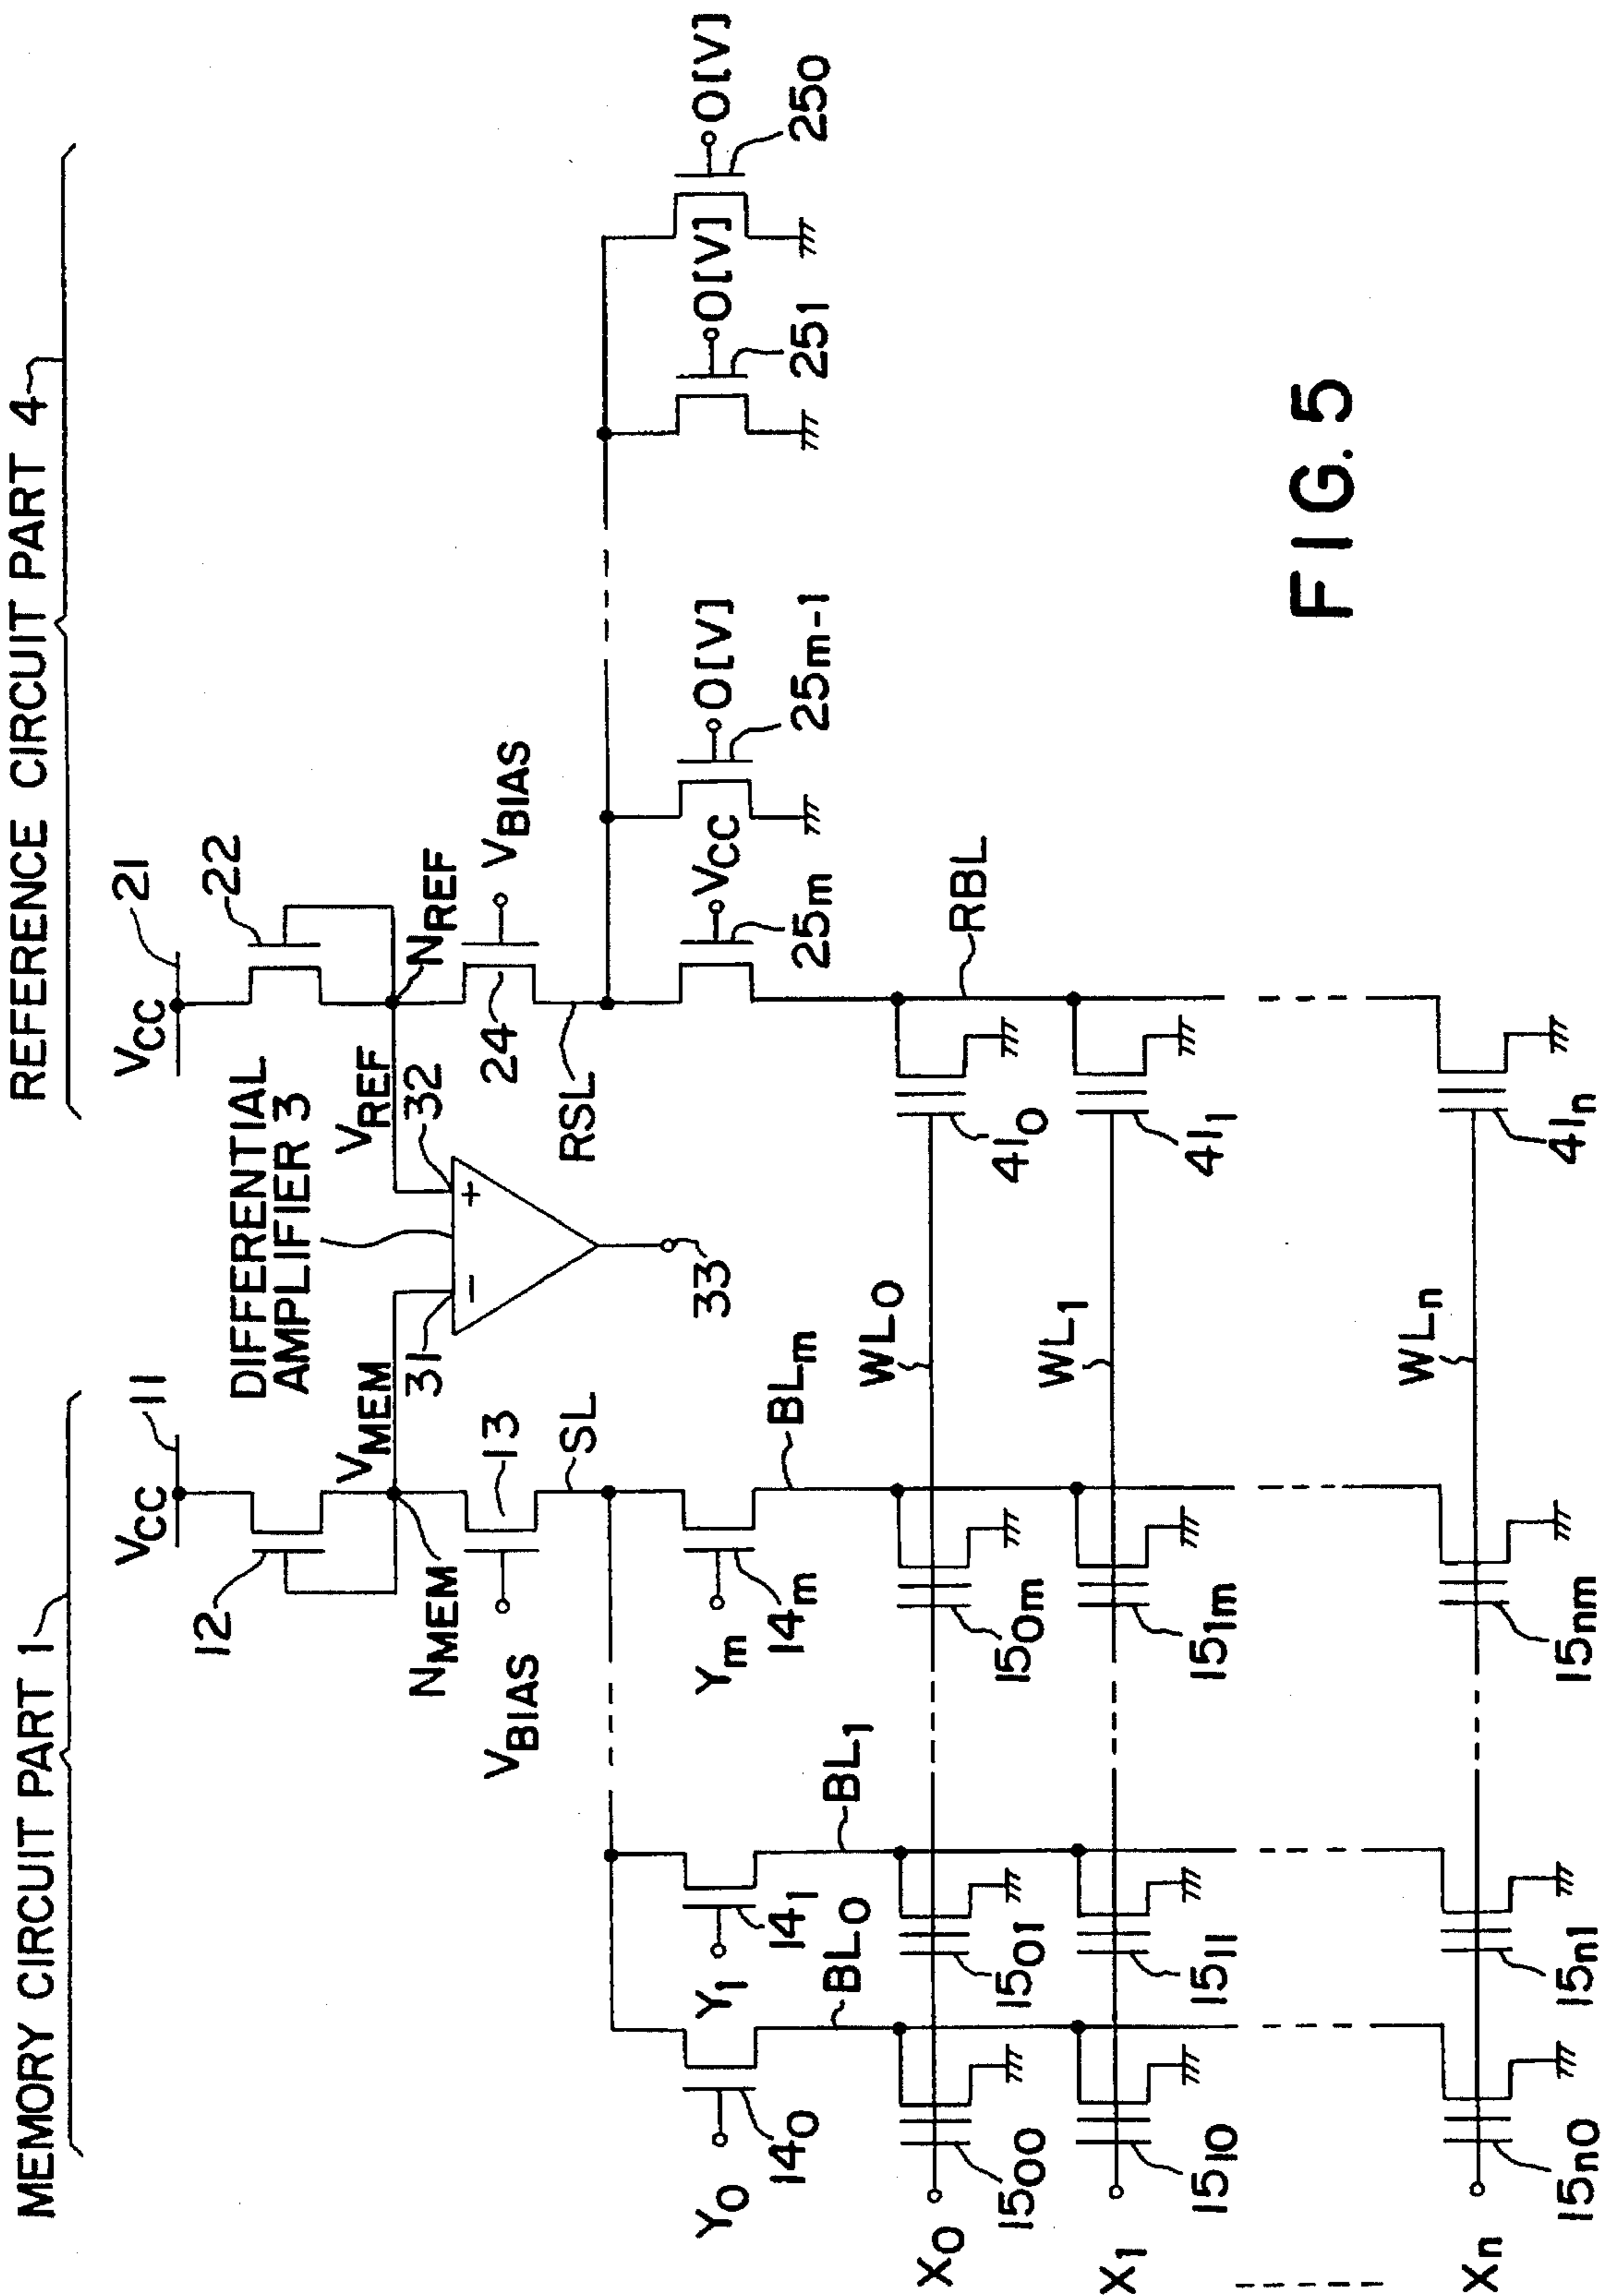 MEMORY CIRCUIT PART 1
REFERENCE CIRCUIT PART 4
VCC
11
VCC
21
12
VMEM
DIFFERENTIAL
AMPLIFIER 3
VREF
22
NMEM
31
32
NREF
−
+
VBIAS
13
24
VBIAS
SL
RSL
33
Y0
140
Y1
141
Ym
14m
25m
VCC
25m-1
O[V]
251
O[V]
250
O[V]
BL0
BL1
BLm
RBL
X0
1500
1501
150m
WL0
410
X1
1510
1511
151m
WL1
411
Xn
15n0
15n1
15nm
WLn
41n
FIG. 5